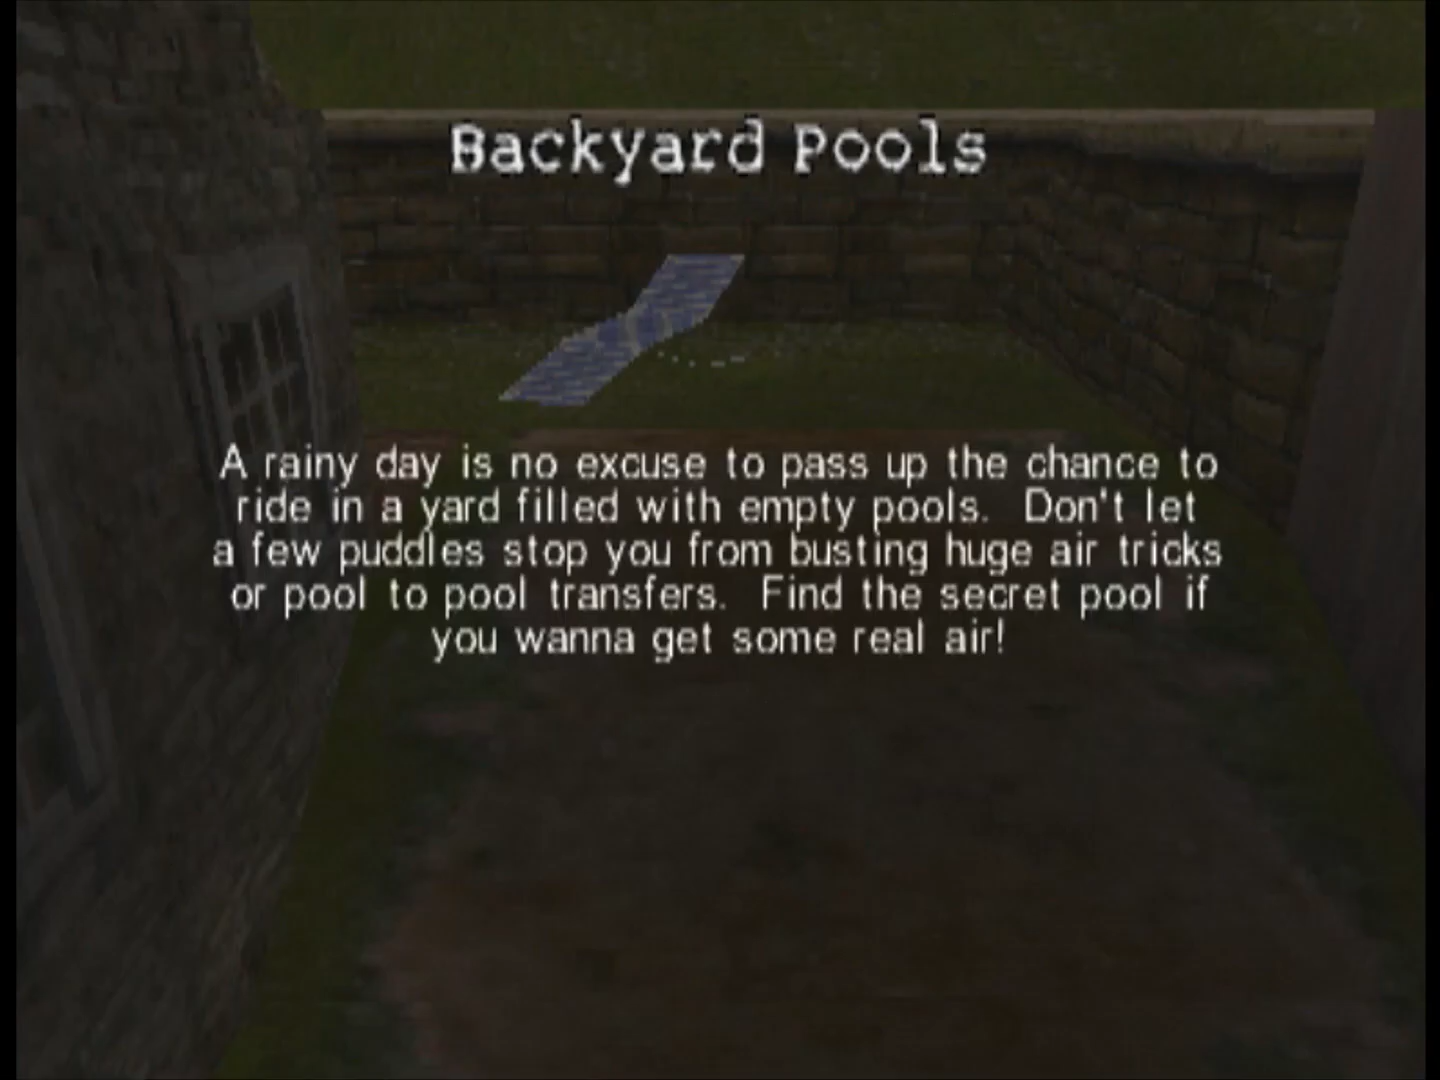 Backyard Pools
A rainy day is no excuse to pass up the chance to
ride in a yard filled with empty pools.  Don't let
a few puddles stop you from busting huge air tricks
or pool to pool transfers.  Find the secret pool if
you wanna get some real air!